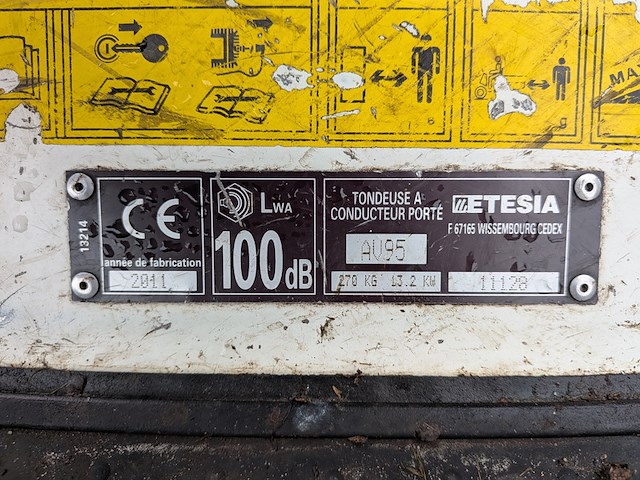 MAX
13214
CE
année de fabrication
2011
LWA
100dB
TONDEUSE A
CONDUCTEUR PORTÉ
AV95
270 KG 13.2 KW
ETESIA
F 67165 WISSEMBOURG CEDEX
11128